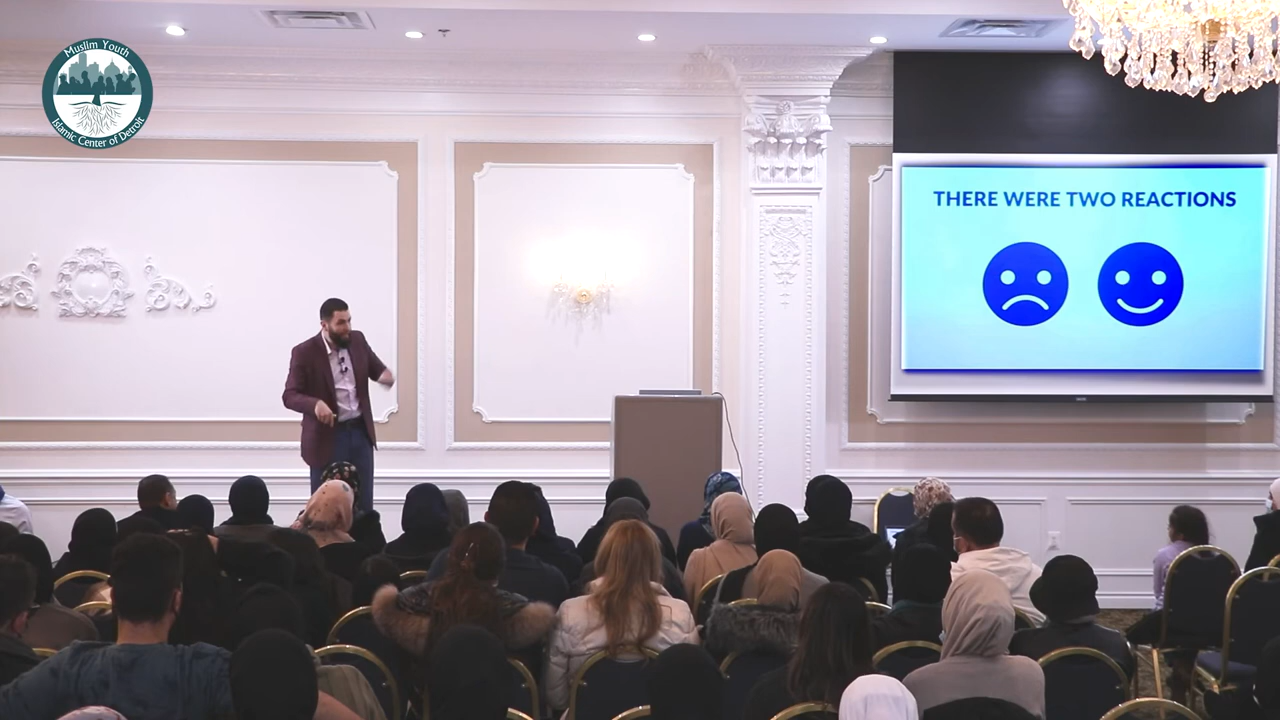 Muslim Youth
Islamic Center of Detroit
THERE WERE TWO REACTIONS